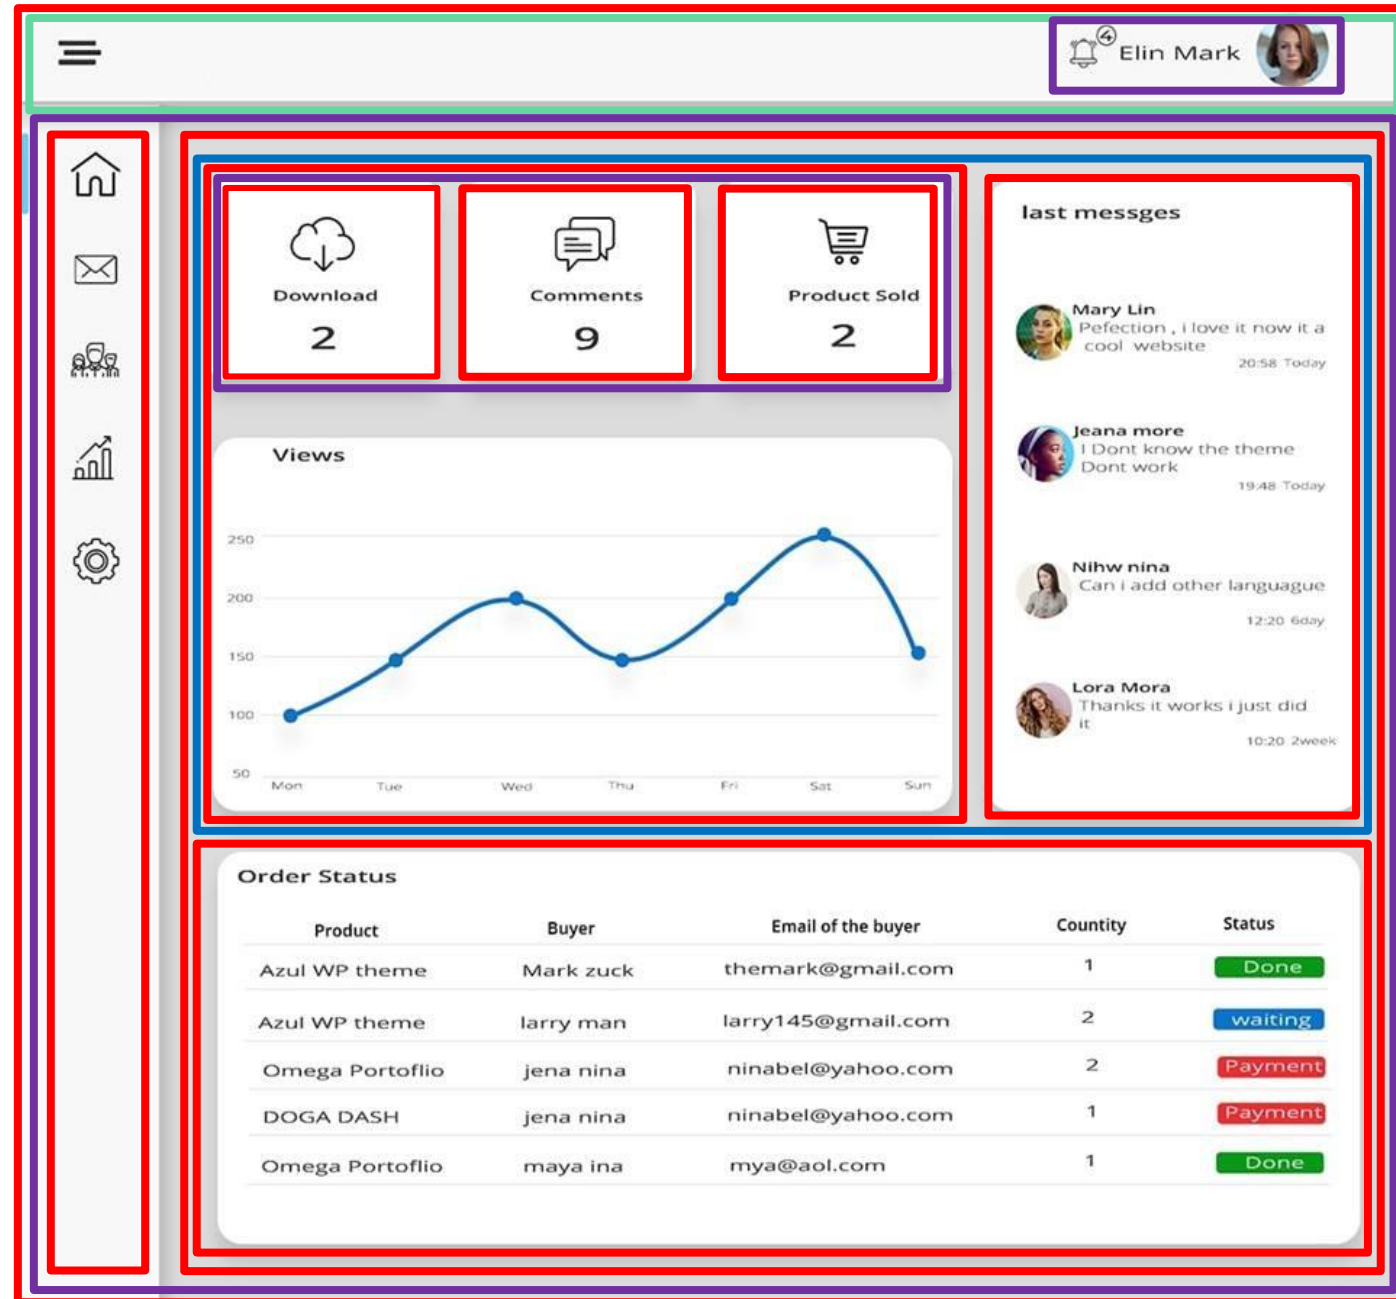 4
Elin Mark
Download
2
Comments
9
Product Sold
2
last messges
Mary Lin
Pefection , i love it now it a
cool website
20:58 Today
Jeana more
I Dont know the theme
Dont work
19:48 Today
Nihw nina
Can i add other languague
12:20 6day
Lora Mora
Thanks it works i just did
it
10:20 2week
Views
250
200
150
100
50
Mon Tue Wed Thu Fri Sat Sun
Order Status
Product Buyer Email of the buyer Countity Status
Azul WP theme Mark zuck themark@gmail.com 1 Done
Azul WP theme larry man larry145@gmail.com 2 waiting
Omega Portoflio jena nina ninabel@yahoo.com 2 Payment
DOGA DASH jena nina ninabel@yahoo.com 1 Payment
Omega Portoflio maya ina mya@aol.com 1 Done